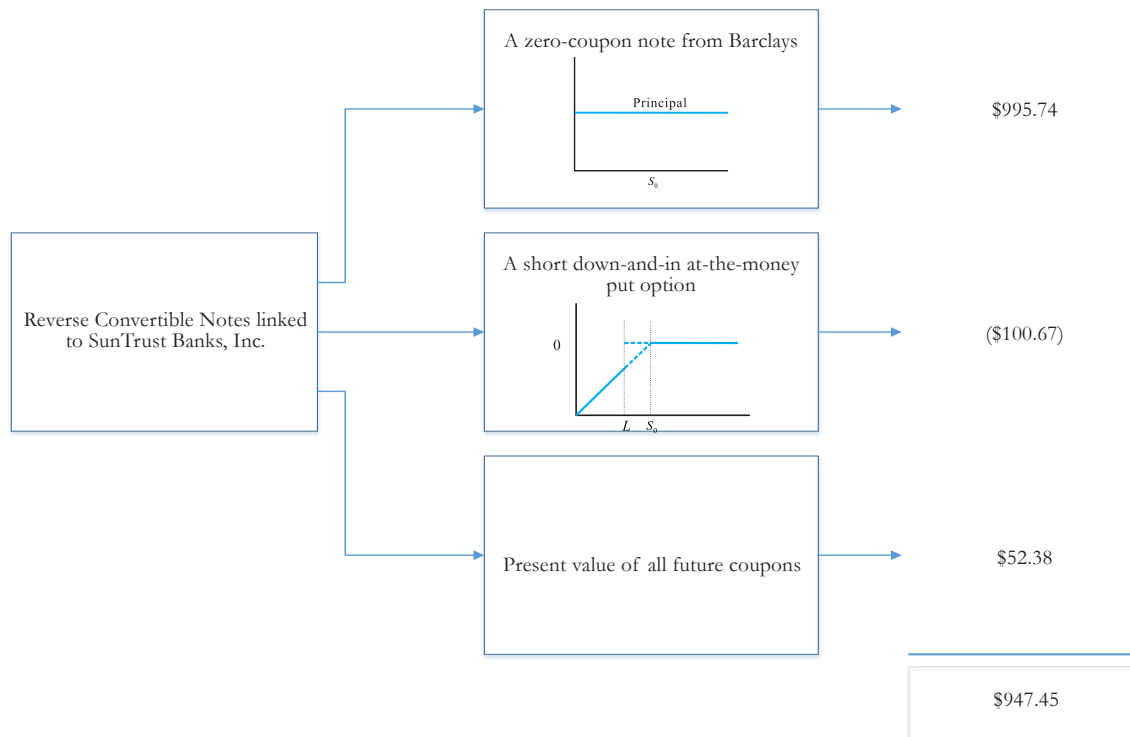 A zero-coupon note from Barclays
Principal
S₀
$995.74
Reverse Convertible Notes linked
to SunTrust Banks, Inc.
A short down-and-in at-the-money
put option
0
L S₀
($100.67)
Present value of all future coupons
$52.38
$947.45